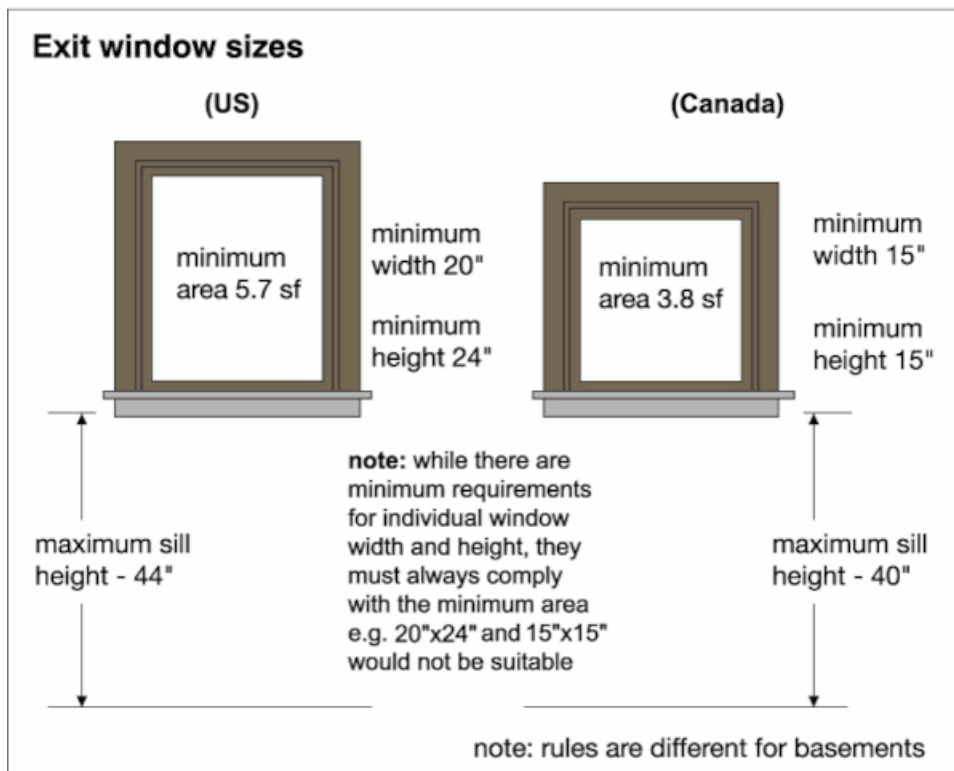 Exit window sizes
(US)
(Canada)
minimum
area 5.7 sf
minimum
width 20"
minimum
height 24"
minimum
area 3.8 sf
minimum
width 15"
minimum
height 15"
maximum sill
height - 44"
note: while there are
minimum requirements
for individual window
width and height, they
must always comply
with the minimum area
e.g. 20"x24" and 15"x15"
would not be suitable
maximum sill
height - 40"
note: rules are different for basements